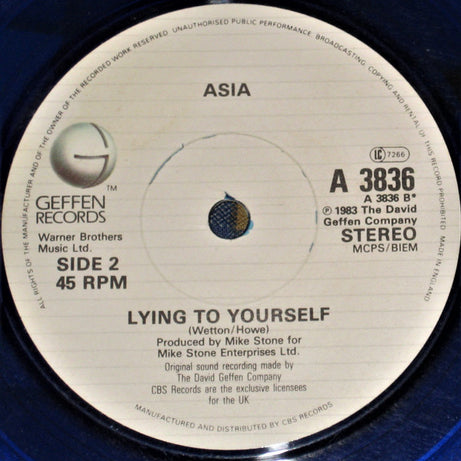 ALL RIGHTS OF THE MANUFACTURER AND OF THE OWNER OF THE RECORDED WORK RESERVED. UNAUTHORISED PUBLIC PERFORMANCE, BROADCASTING, COPYING AND RENTAL OF THIS RECORD PROHIBITED. MADE IN ENGLAND.
ASIA
G
TM
GEFFEN
RECORDS
Warner Brothers
Music Ltd.
SIDE 2
45 RPM
LC 7266
A 3836
A 3836 B*
Ⓟ 1983 The David
Geffen Company
STEREO
MCPS/BIEM
LYING TO YOURSELF
(Wetton/Howe)
Produced by Mike Stone for
Mike Stone Enterprises Ltd.
Original sound recording made by
The David Geffen Company
CBS Records are the exclusive licensees
for the UK
MANUFACTURED AND DISTRIBUTED BY CBS RECORDS